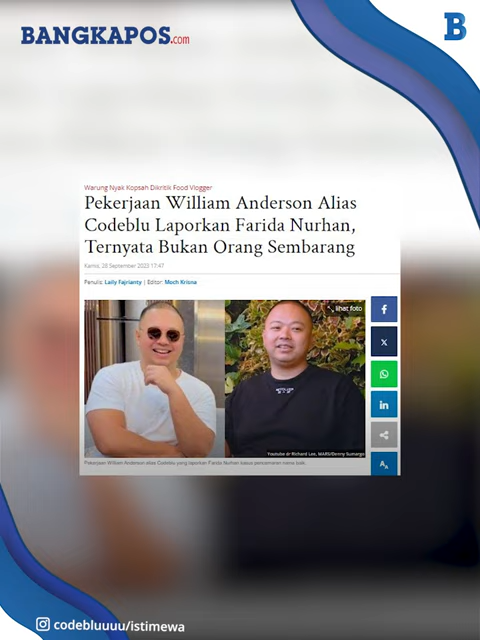 BANGKAPOS.com
B
Warung Nyak Kopsah Dikritik Food Vlogger
Pekerjaan William Anderson Alias
Codeblu Laporkan Farida Nurhan,
Ternyata Bukan Orang Sembarang
Kamis, 28 September 2023 17:47
Penulis: Laily Fajrianty | Editor: Moch Krisna
lihat foto
Youtube dr Richard Lee, MARS/Denny Sumargo
Pekerjaan William Anderson alias Codeblu yang laporkan Farida Nurhan kasus pencemaran nama baik.
codebluuuu/istimewa